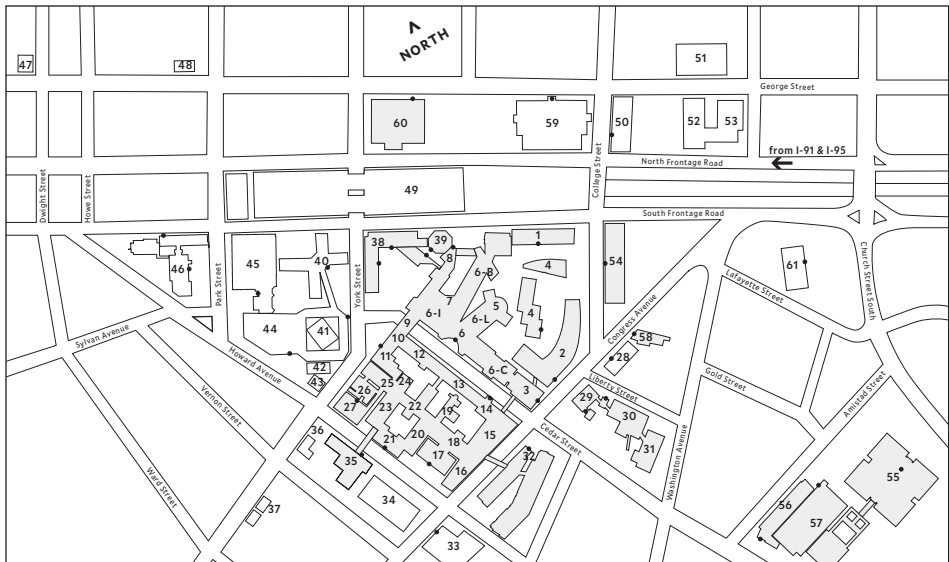 NORTH
47
48
51
George Street
60
59
50
52
53
from I-91 & I-95
North Frontage Road
College Street
Dwight Street
Howe Street
49
South Frontage Road
38
39
1
8
6-B
4
54
61
46
Park Street
45
40
York Street
7
5
6-I
6-L
4
9
6
Lafayette Street
Church Street South
Congress Avenue
44
41
10
12
2
58
28
Sylvan Avenue
Howard Avenue
42
43
11
25
24
13
6-C
3
Liberty Street
Gold Street
26
27
23
22
19
14
29
30
Amistad Street
Vernon Street
36
21
20
18
15
Cedar Street
31
Washington Avenue
35
17
16
32
34
Ward Street
37
33
55
56
57